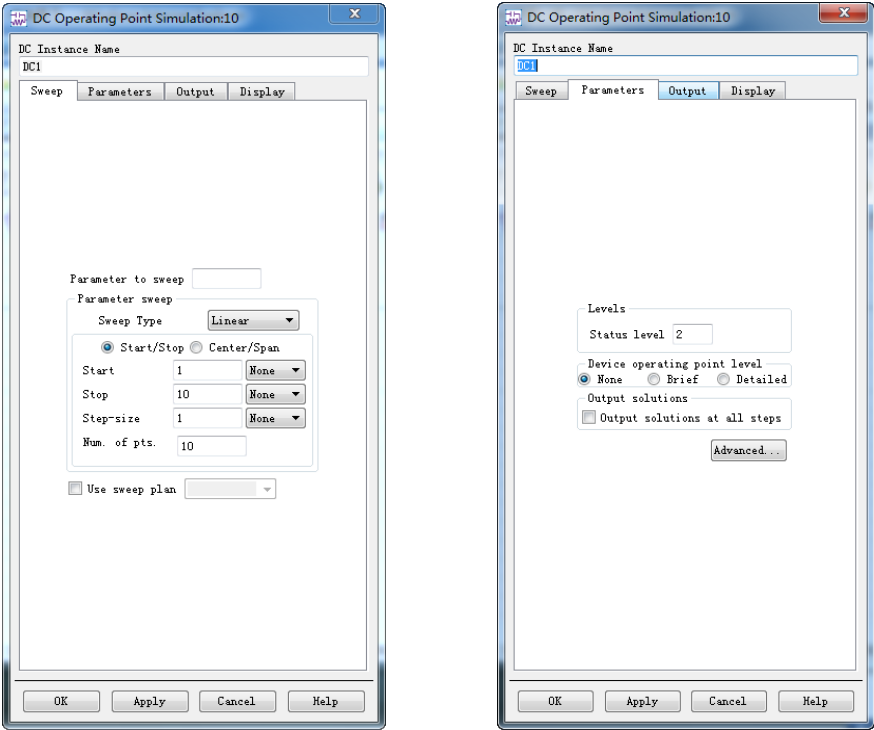 DC Operating Point Simulation:10
DC Instance Name
DC1
Sweep Parameters Output Display
Parameter to sweep
Parameter sweep
Sweep Type Linear
Start/Stop Center/Span
Start 1 None
Stop 10 None
Step-size 1 None
Num. of pts. 10
Use sweep plan
OK Apply Cancel Help
DC Operating Point Simulation:10
DC Instance Name
DC1
Sweep Parameters Output Display
Levels
Status level 2
Device operating point level
None Brief Detailed
Output solutions
Output solutions at all steps
Advanced...
OK Apply Cancel Help